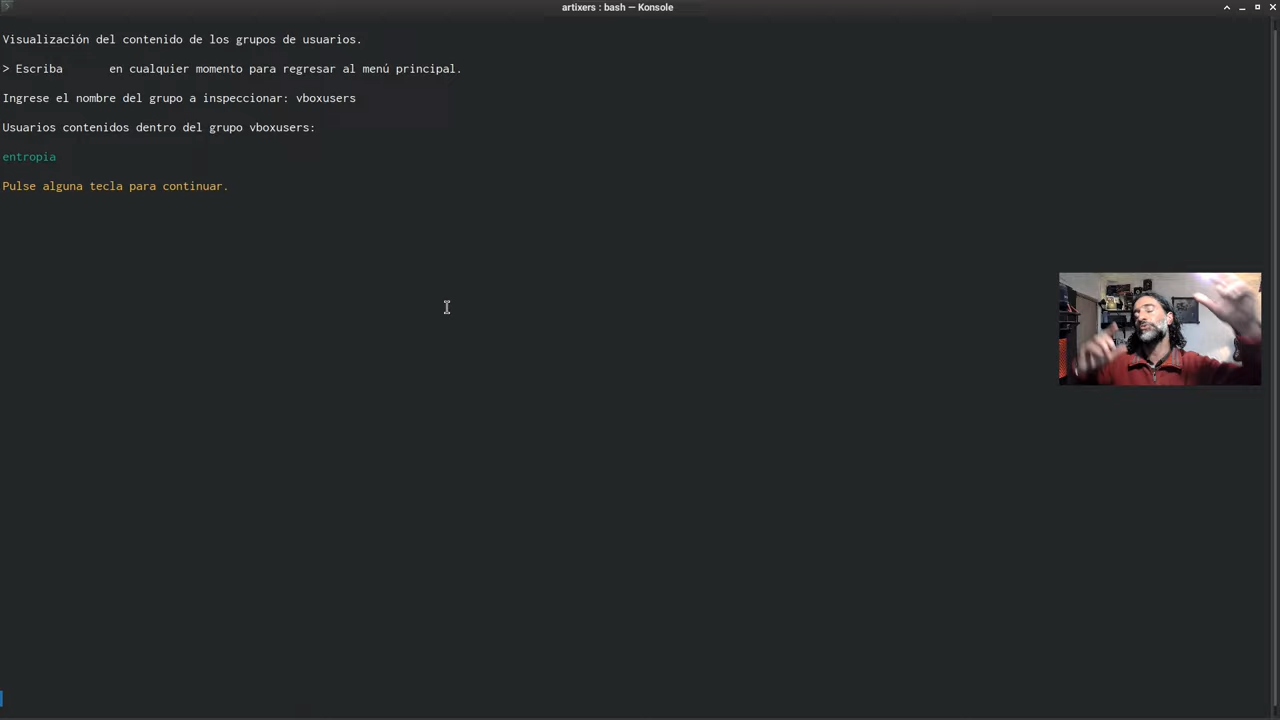 artixers : bash — Konsole
Visualización del contenido de los grupos de usuarios.
> Escriba en cualquier momento para regresar al menú principal.
Ingrese el nombre del grupo a inspeccionar: vboxusers
Usuarios contenidos dentro del grupo vboxusers:
entropia
Pulse alguna tecla para continuar.